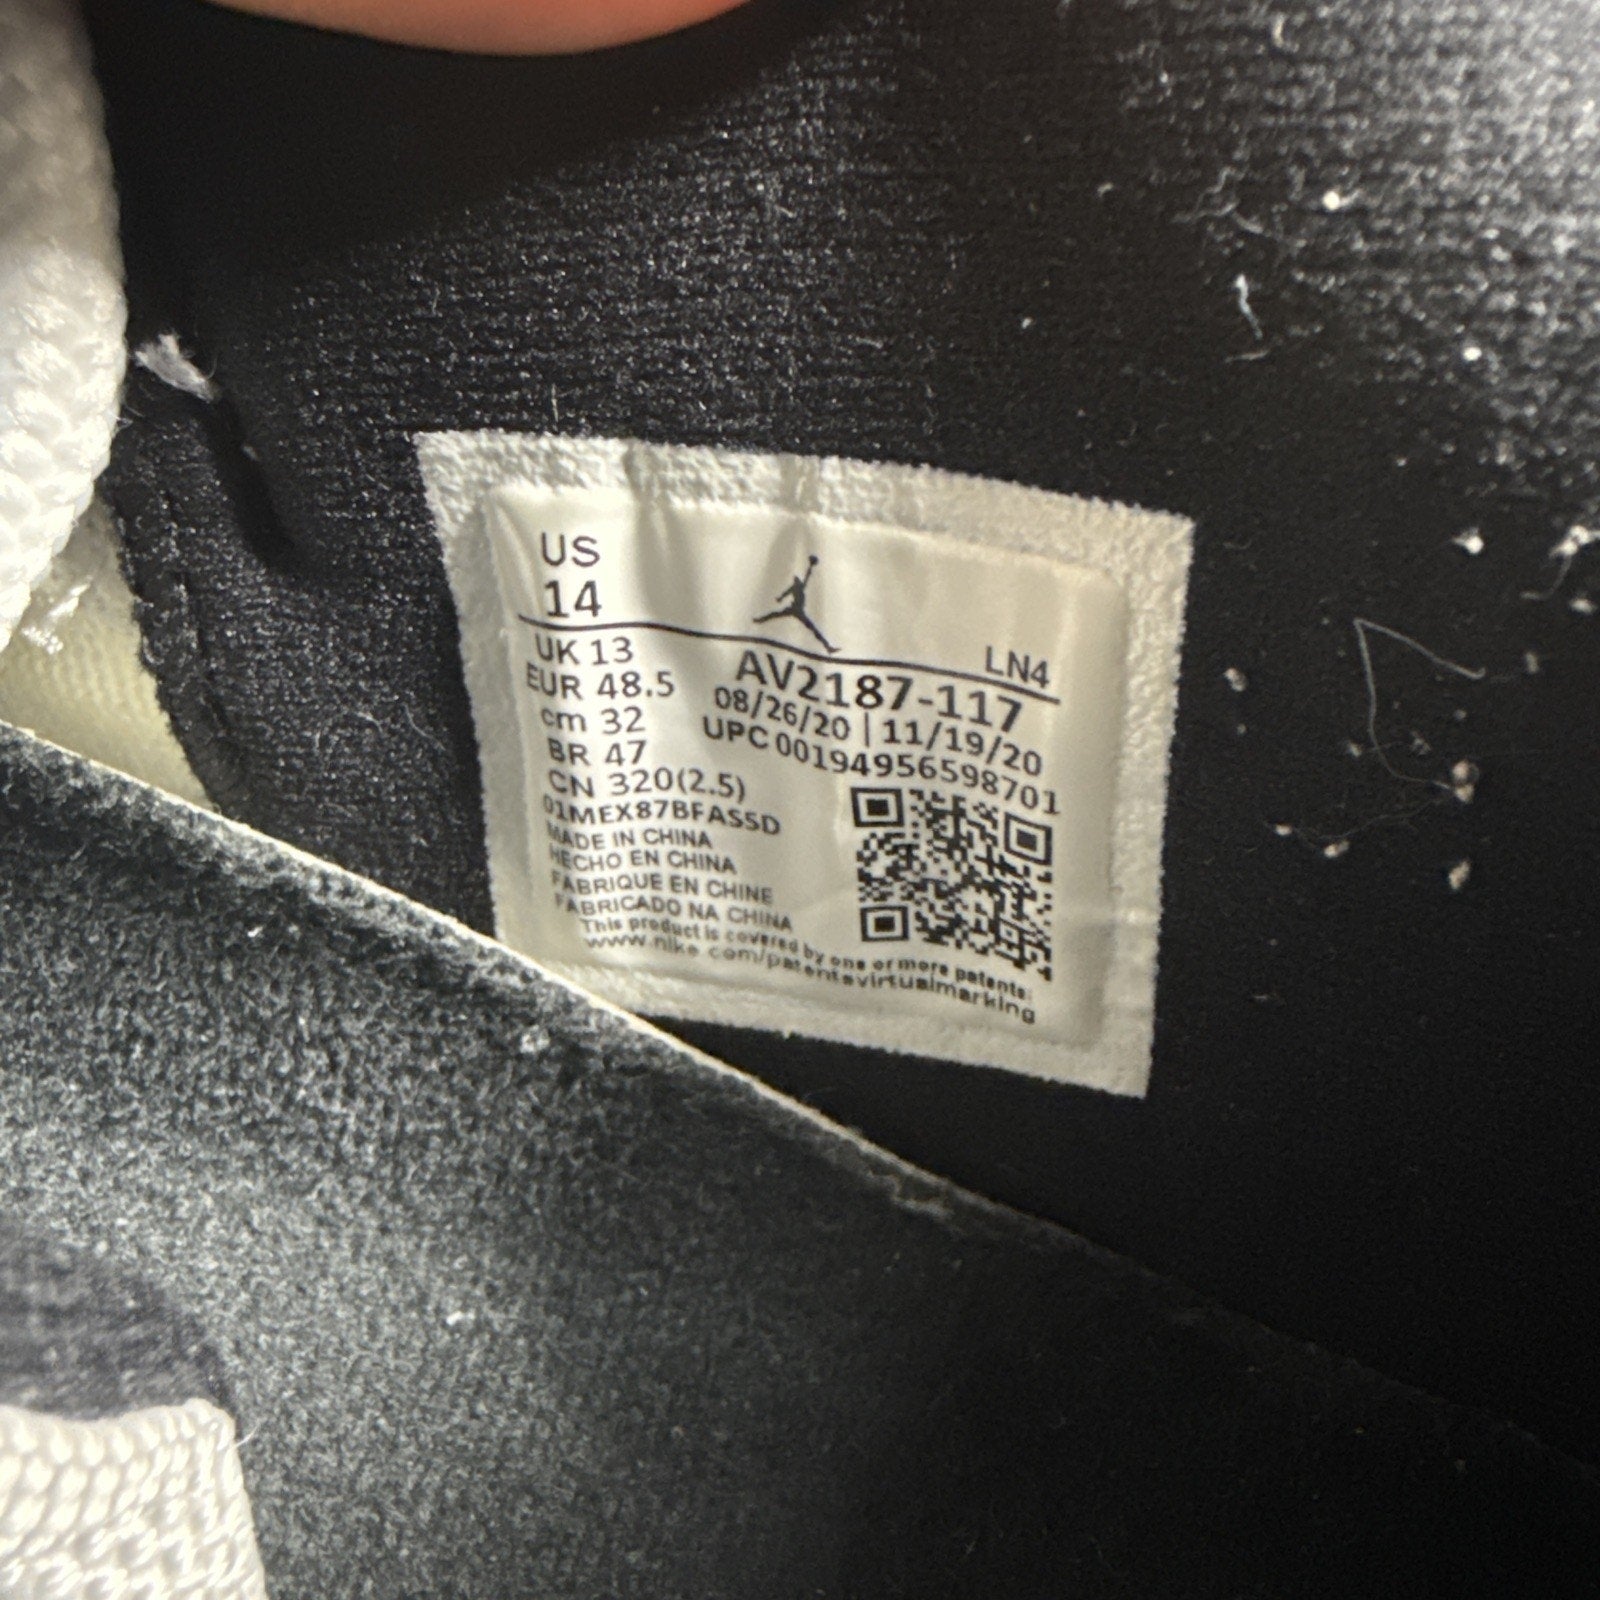 US
14
LN4
UK 13
EUR 48.5
cm 32
BR 47
CN 320(2.5)
AV2187-117
08/26/20 | 11/19/20
UPC 00194956598701
01MEX87BFAS5D
MADE IN CHINA
HECHO EN CHINA
FABRIQUE EN CHINE
FABRICADO NA CHINA
This product is covered by one or more patents:
www.nike.com/patentsvirtualmarking